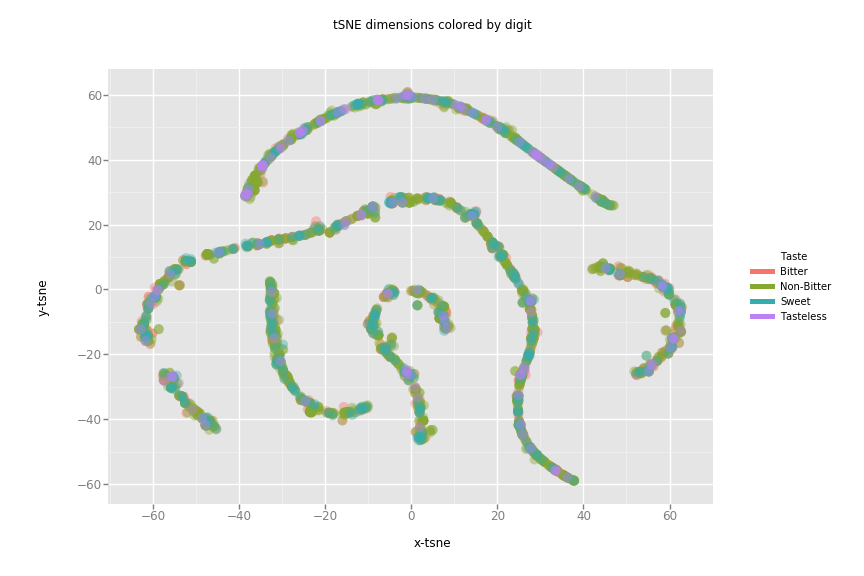 tSNE dimensions colored by digit
60
40
20
0
−20
−40
−60
y-tsne
−60 −40 −20 0 20 40 60
x-tsne
Taste
Bitter
Non-Bitter
Sweet
Tasteless